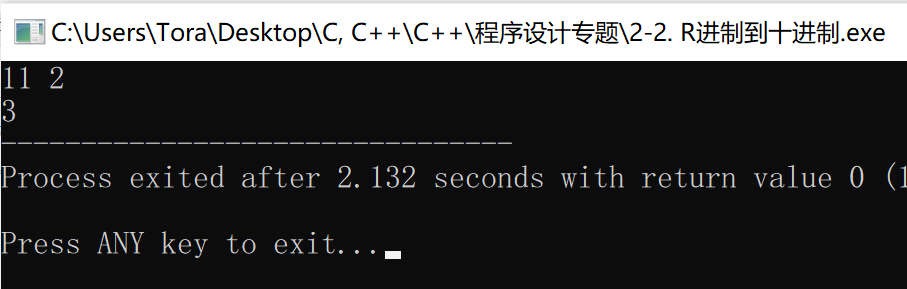 C:\Users\Tora\Desktop\C, C++\C++\程序设计专题\2-2. R进制到十进制.exe
11 2
3
--------------------------------
Process exited after 2.132 seconds with return value 0 (1
Press ANY key to exit...